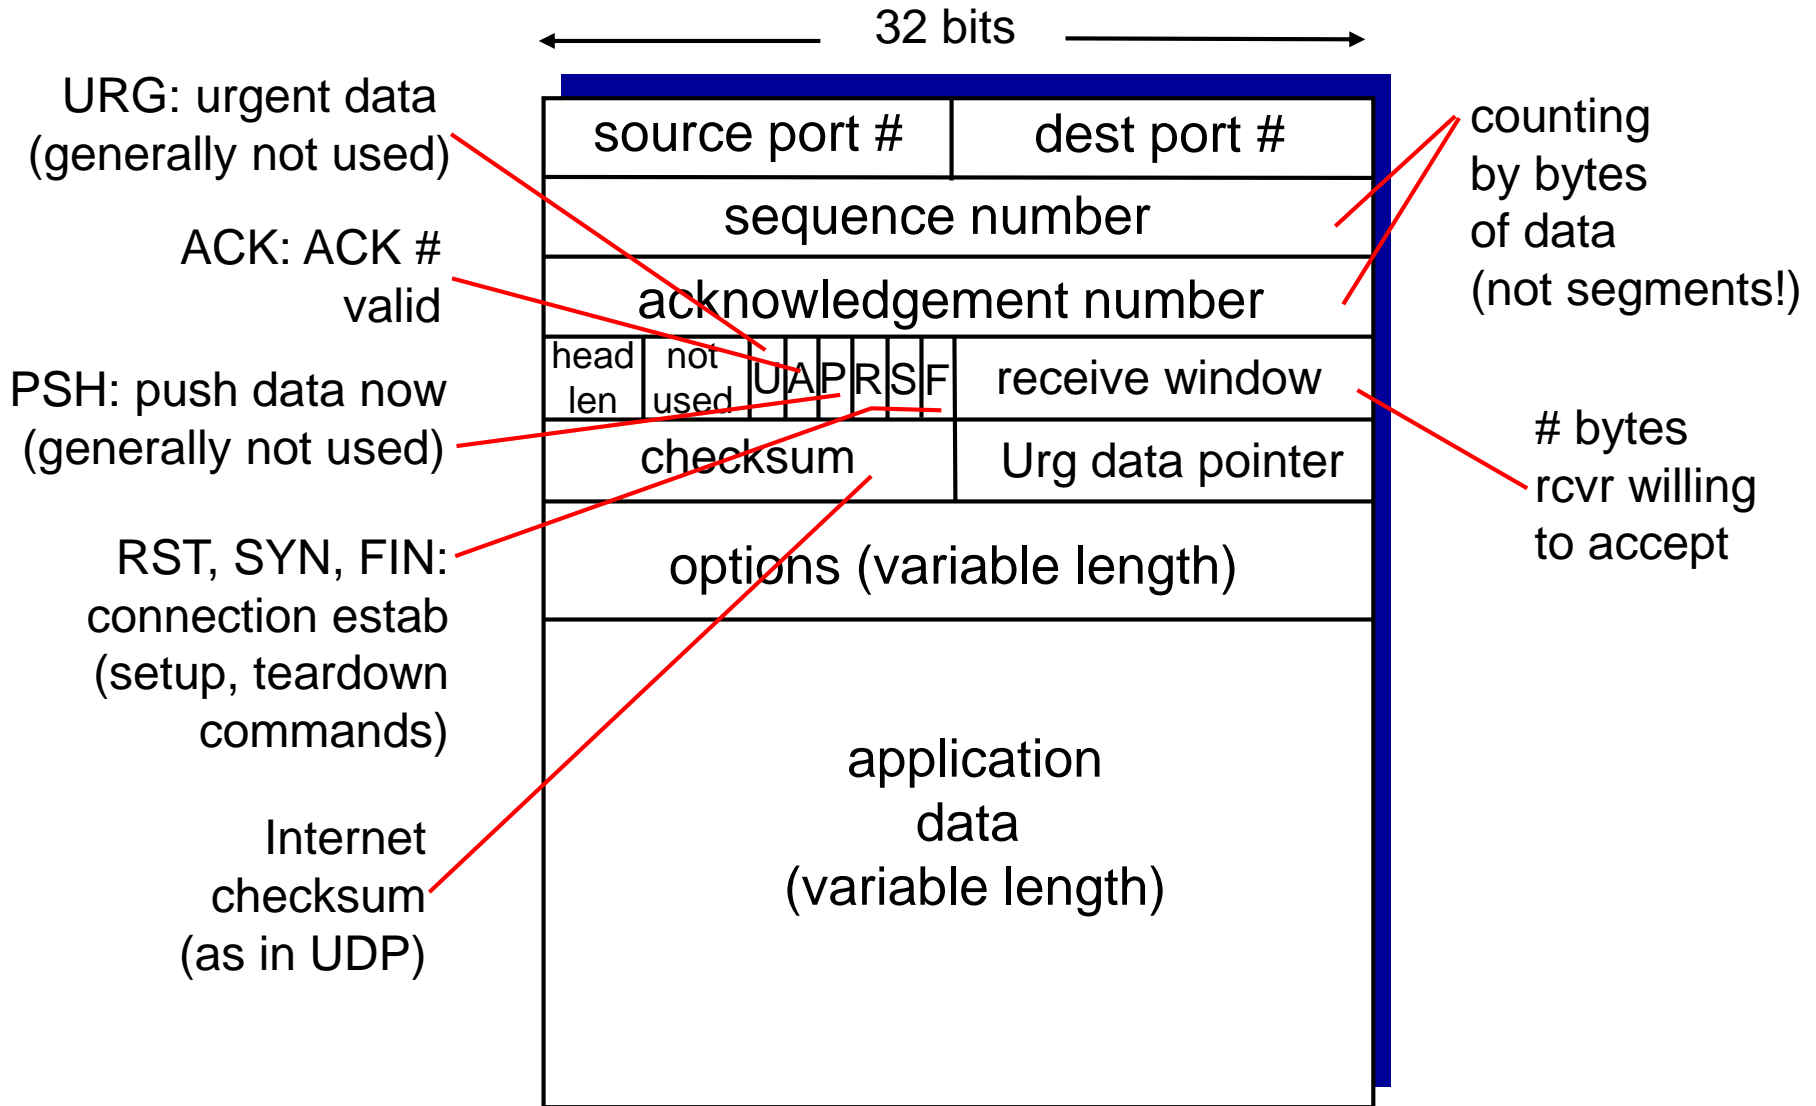 32 bits
URG: urgent data
(generally not used)
ACK: ACK #
valid
PSH: push data now
(generally not used)
RST, SYN, FIN:
connection estab
(setup, teardown
commands)
Internet
checksum
(as in UDP)
source port #
dest port #
sequence number
acknowledgement number
head
len
not
used
U
A
P
R
S
F
receive window
checksum
Urg data pointer
options (variable length)
application
data
(variable length)
counting
by bytes
of data
(not segments!)
# bytes
rcvr willing
to accept